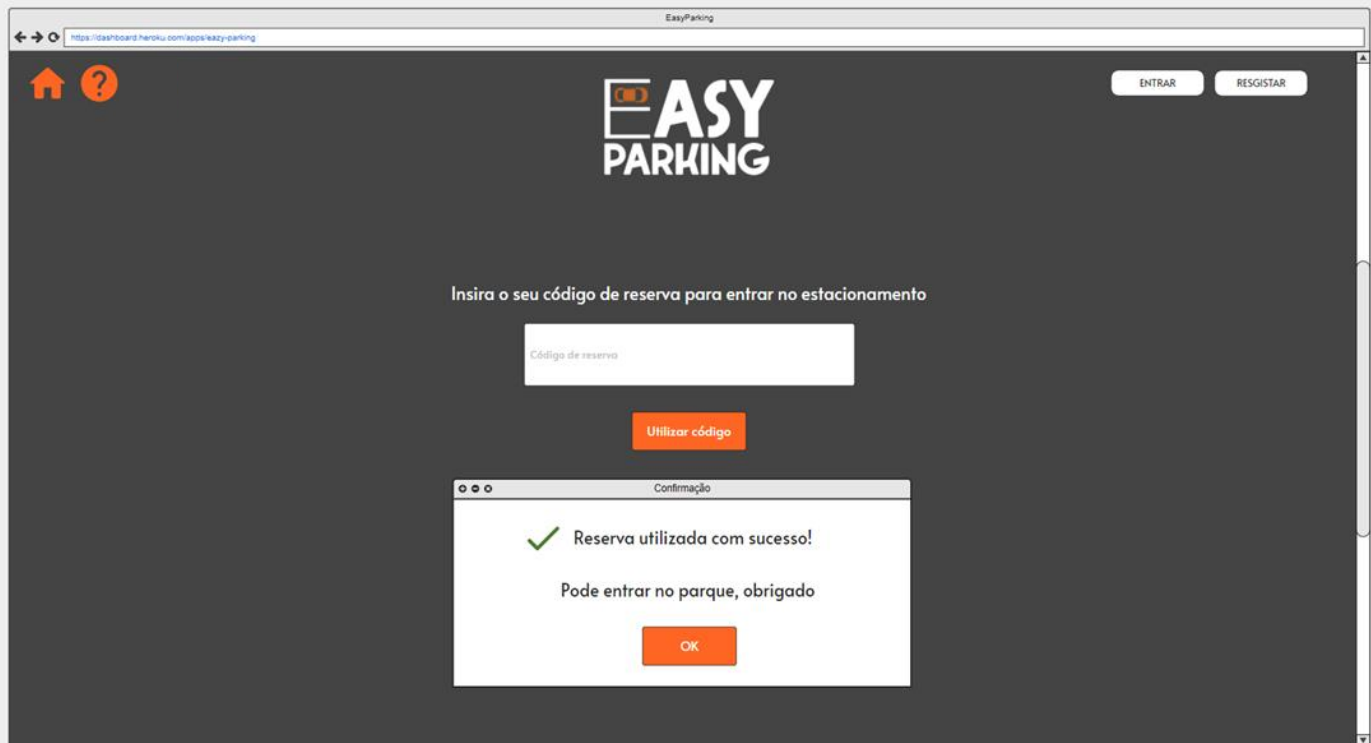 EasyParking
https://dashboard.heroku.com/apps/eazy-parking
?
EASY
PARKING
ENTRAR
RESGISTAR
Insira o seu código de reserva para entrar no estacionamento
Código de reserva
Utilizar código
Confirmação
Reserva utilizada com sucesso!
Pode entrar no parque, obrigado
OK